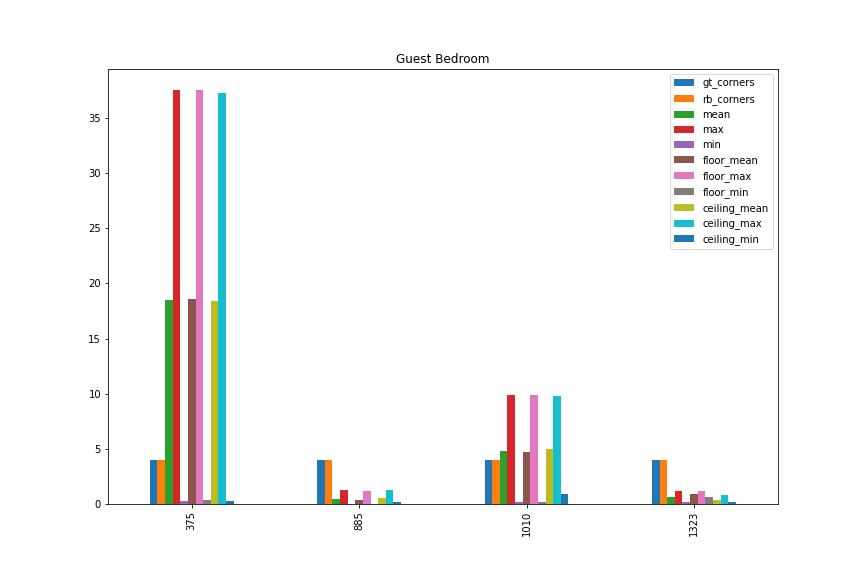 Guest Bedroom
gt_corners
rb_corners
mean
max
min
floor_mean
floor_max
floor_min
ceiling_mean
ceiling_max
ceiling_min
35
30
25
20
15
10
5
0
375
885
1010
1323